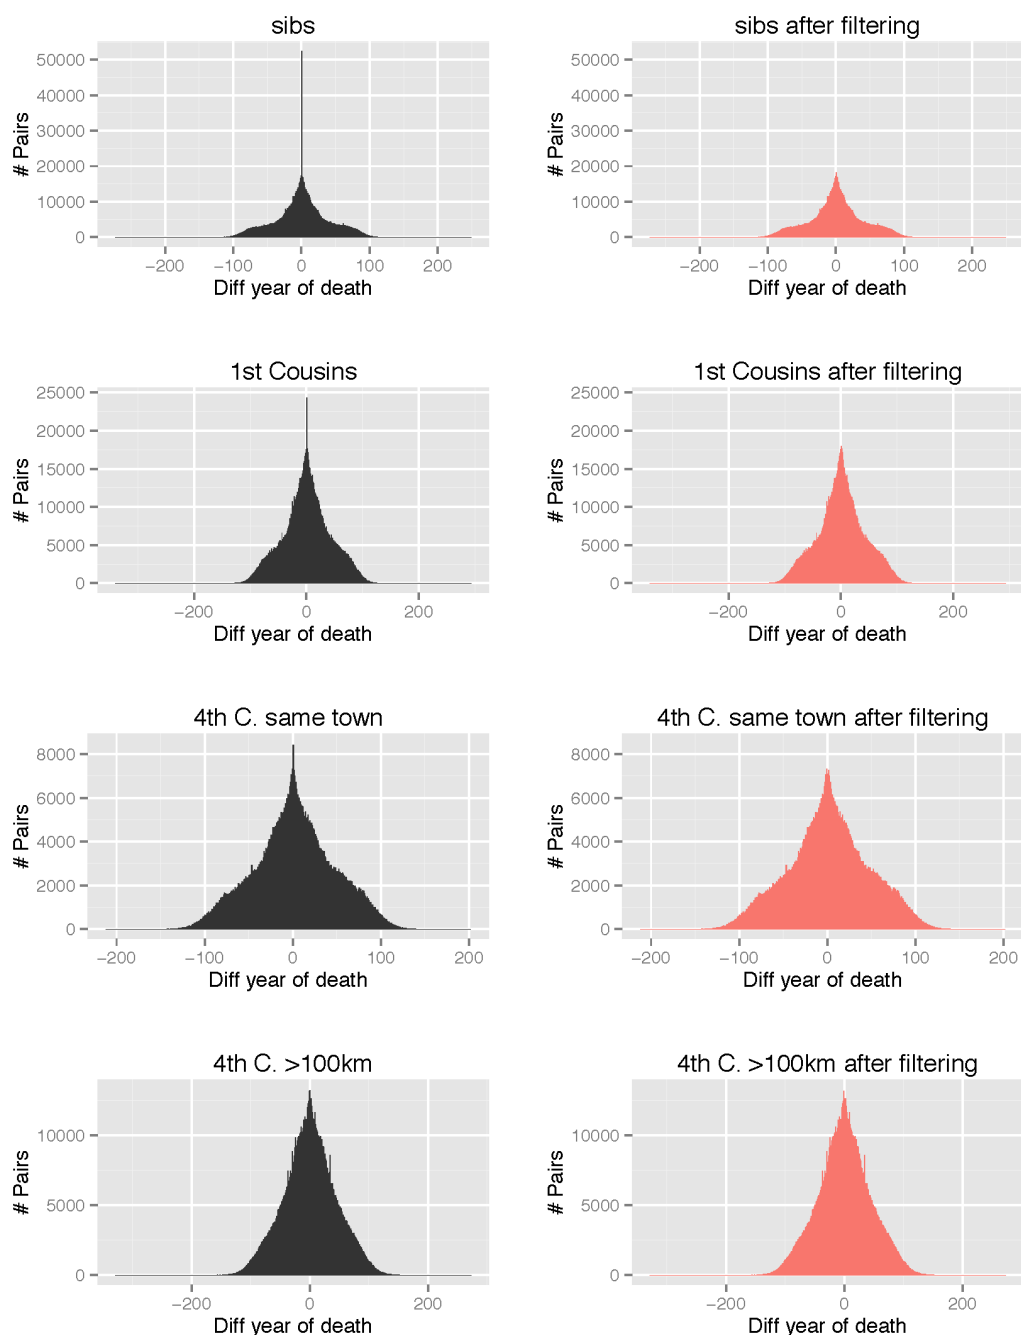 sibs
50000
40000
30000
20000
10000
0
# Pairs
−200 −100 0 100 200
Diff year of death
sibs after filtering
50000
40000
30000
20000
10000
0
# Pairs
−200 −100 0 100 200
Diff year of death
1st Cousins
25000
20000
15000
10000
5000
0
# Pairs
−200 0 200
Diff year of death
1st Cousins after filtering
25000
20000
15000
10000
5000
0
# Pairs
−200 0 200
Diff year of death
4th C. same town
8000
6000
4000
2000
0
# Pairs
−200 −100 0 100 200
Diff year of death
4th C. same town after filtering
8000
6000
4000
2000
0
# Pairs
−200 −100 0 100 200
Diff year of death
4th C. >100km
10000
5000
0
# Pairs
−200 0 200
Diff year of death
4th C. >100km after filtering
10000
5000
0
# Pairs
−200 0 200
Diff year of death